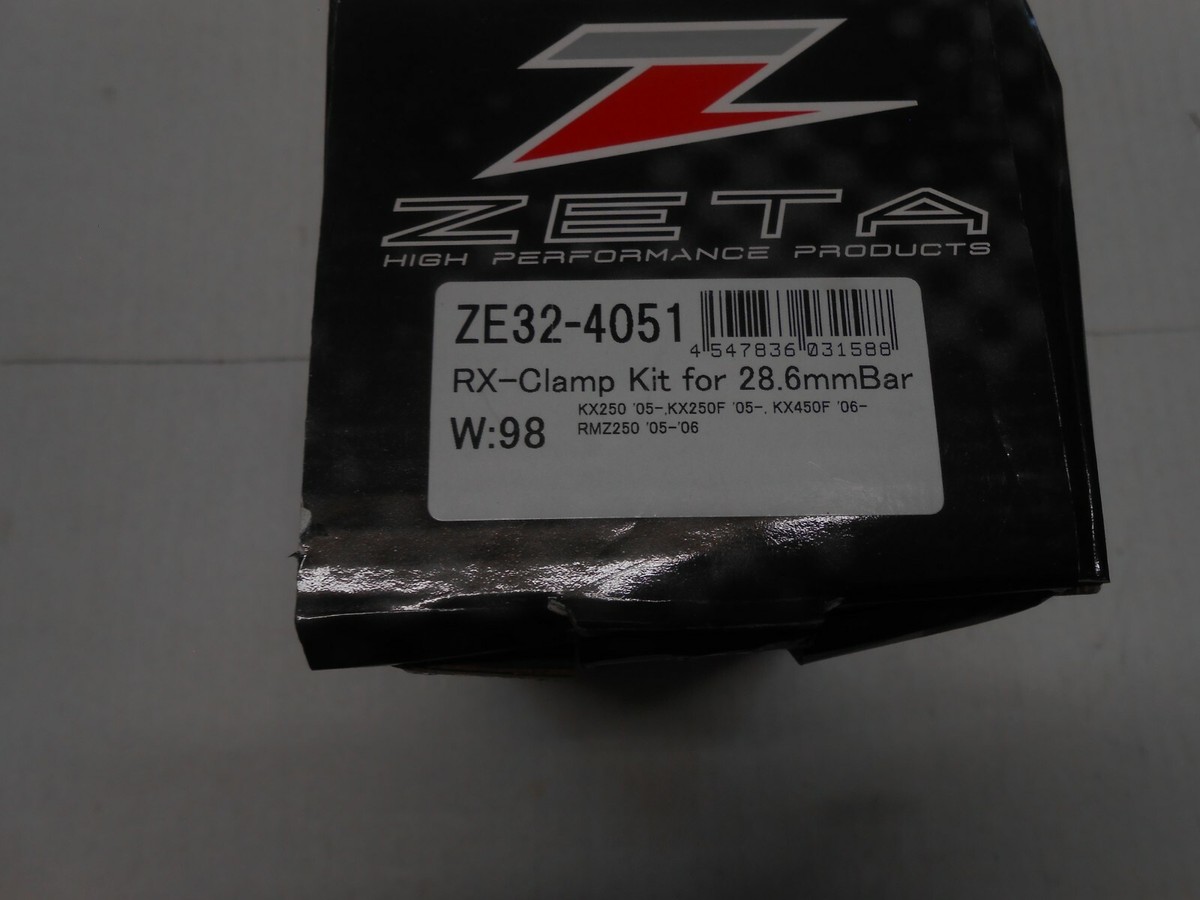 ZETA
HIGH PERFORMANCE PRODUCTS
ZE32-4051
4 547836 031588
RX-Clamp Kit for 28.6mmBar
W:98
KX250 '05-,KX250F '05-, KX450F '06-
RMZ250 '05-'06